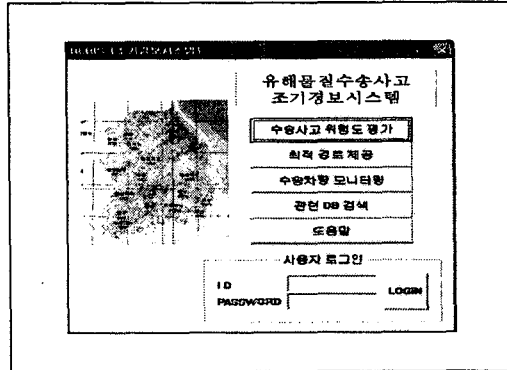 유해물질수송사고
조기경보시스템
수송사고 위험도 평가
최적 경로 제공
수송차량 모니터링
관련 DB 검색
도움말
사용자 로그인
ID
PASSWORD
LOGIN